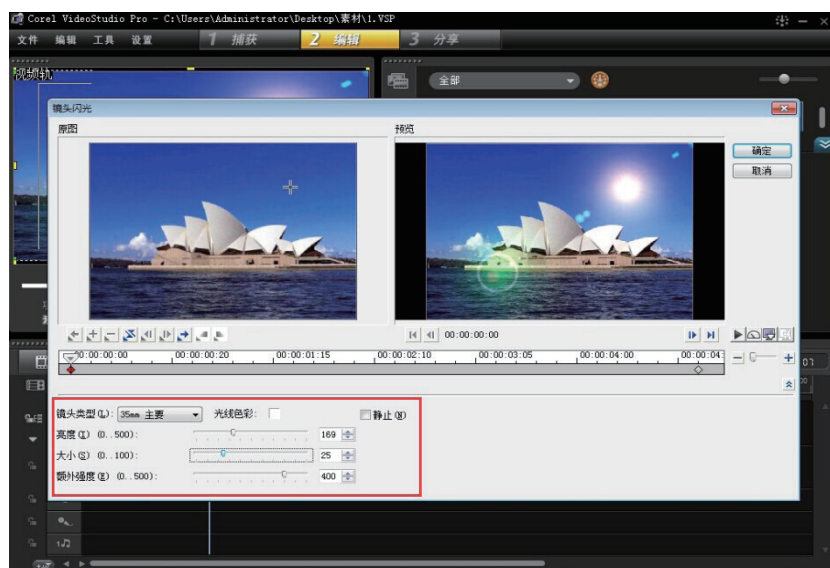 Corel VideoStudio Pro - C:\Users\Administrator\Desktop\素材\1.VSP
文件 编辑 工具 设置 1 捕获 2 编辑 3 分享
视频轨
全部
镜头闪光
原图 预览
确定
取消
00:00:00:00
00:00:00:00 00:00:00:20 00:00:01:15 00:00:02:10 00:00:03:05 00:00:04:00 00:00:04
镜头类型(L): 35mm 主要 光线色彩: 静止(N)
亮度(I) (0..500): 169
大小(S) (0..100): 25
额外强度(E) (0..500): 400